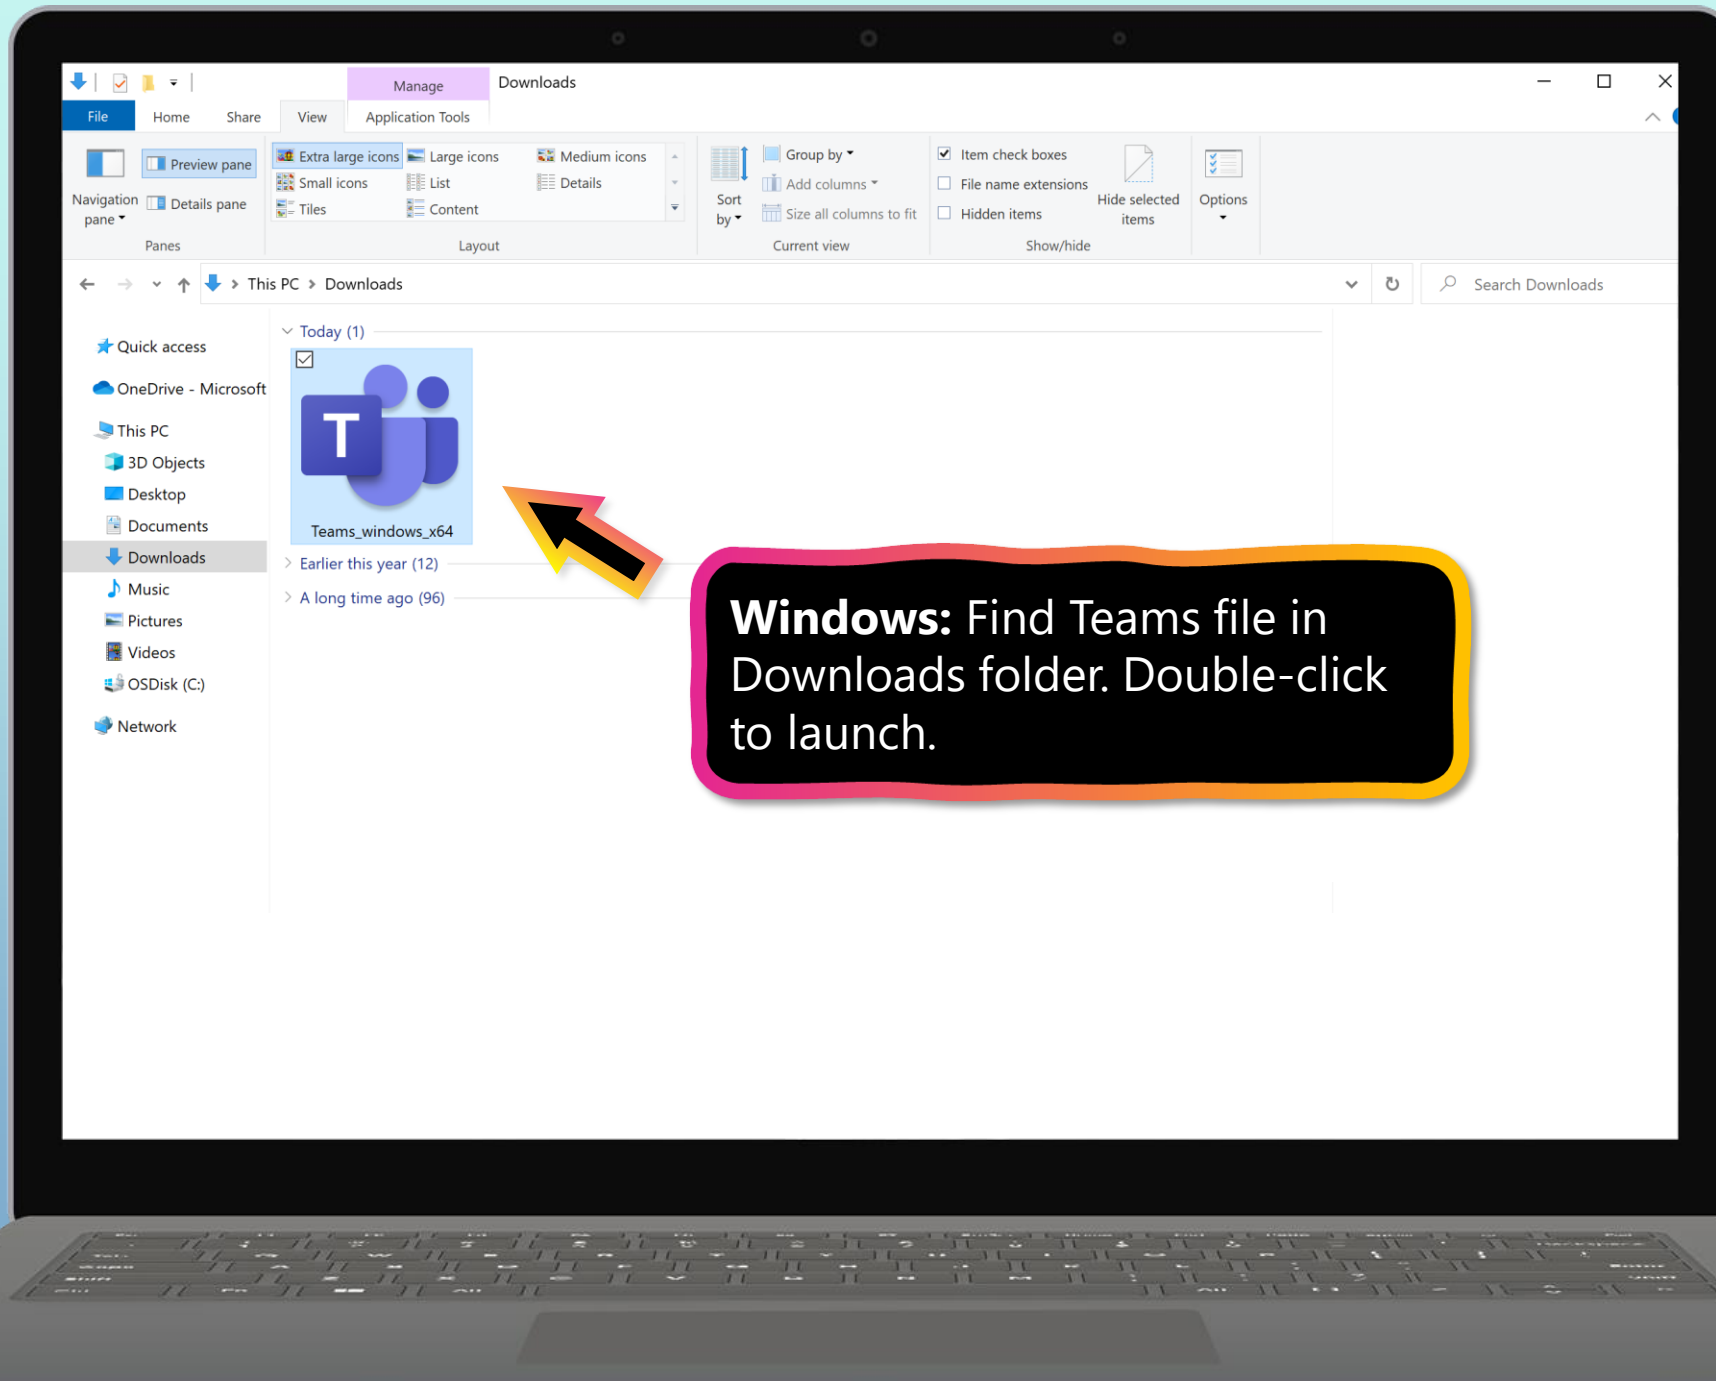 Manage
Downloads
File
Home
Share
View
Application Tools
Navigation
pane
Preview pane
Details pane
Panes
Extra large icons
Large icons
Medium icons
Small icons
List
Details
Tiles
Content
Layout
Sort
by
Group by
Add columns
Size all columns to fit
Current view
Item check boxes
File name extensions
Hidden items
Hide selected
items
Show/hide
Options
This PC > Downloads
Search Downloads
Quick access
OneDrive - Microsoft
This PC
3D Objects
Desktop
Documents
Downloads
Music
Pictures
Videos
OSDisk (C:)
Network
Today (1)
T
Teams_windows_x64
Earlier this year (12)
A long time ago (96)
Windows: Find Teams file in
Downloads folder. Double-click
to launch.